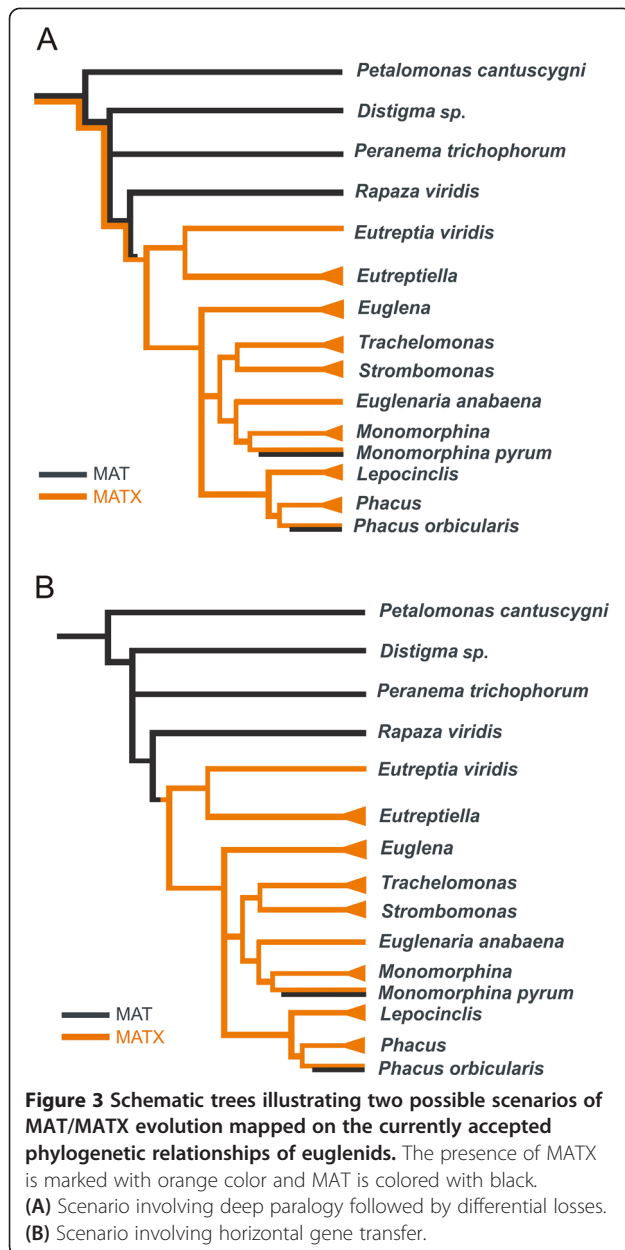 A
Petalomonas cantuscygni
Distigma sp.
Peranema trichophorum
Rapaza viridis
Eutreptia viridis
Eutreptiella
Euglena
Trachelomonas
Strombomonas
Euglenaria anabaena
Monomorphina
Monomorphina pyrum
Lepocinclis
Phacus
Phacus orbicularis
MAT
MATX
B
Petalomonas cantuscygni
Distigma sp.
Peranema trichophorum
Rapaza viridis
Eutreptia viridis
Eutreptiella
Euglena
Trachelomonas
Strombomonas
Euglenaria anabaena
Monomorphina
Monomorphina pyrum
Lepocinclis
Phacus
Phacus orbicularis
MAT
MATX
Figure 3 Schematic trees illustrating two possible scenarios of
MAT/MATX evolution mapped on the currently accepted
phylogenetic relationships of euglenids. The presence of MATX
is marked with orange color and MAT is colored with black.
(A) Scenario involving deep paralogy followed by differential losses.
(B) Scenario involving horizontal gene transfer.